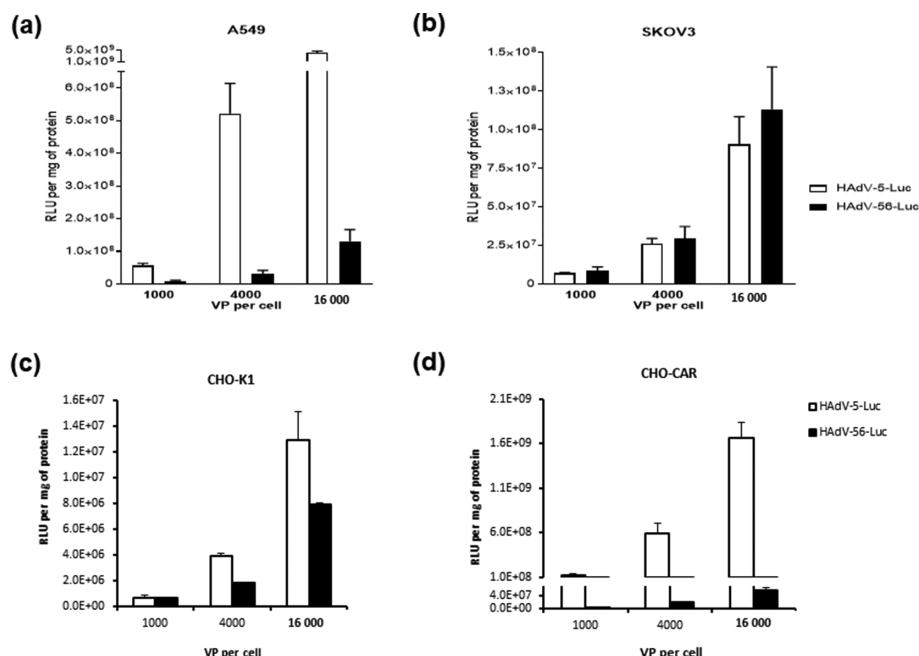 (a)
A549
RLU per mg of protein
5.0×10⁹
1.0×10⁹
6.0×10⁸
5.0×10⁸
4.0×10⁸
3.0×10⁸
2.0×10⁸
1.0×10⁸
0
1000 4000 16 000
VP per cell
(b)
SKOV3
RLU per mg of protein
1.5×10⁸
1.0×10⁸
7.5×10⁷
5.0×10⁷
2.5×10⁷
0
1000 4000 16 000
VP per cell
HAdV-5-Luc
HAdV-56-Luc
(c)
CHO-K1
RLU per mg of protein
1.6E+07
1.4E+07
1.2E+07
1.0E+07
8.0E+06
6.0E+06
4.0E+06
2.0E+06
0.0E+00
1000 4000 16 000
VP per cell
(d)
CHO-CAR
RLU per mg of protein
2.1E+09
1.6E+09
1.1E+09
6.0E+08
1.0E+08
4.0E+07
0.0E+00
1000 4000 16 000
VP per cell
HAdV-5-Luc
HAdV-56-Luc